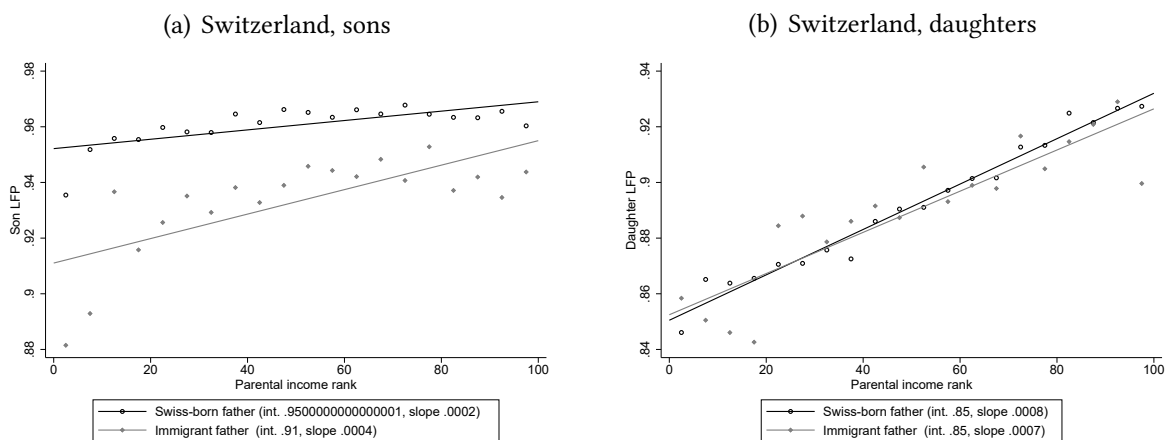 (a) Switzerland, sons
Son LFP
.98
.96
.94
.92
.9
.88
0 20 40 60 80 100
Parental income rank
Swiss-born father (int. .9500000000000001, slope .0002)
Immigrant father (int. .91, slope .0004)
(b) Switzerland, daughters
Daughter LFP
.94
.92
.9
.88
.86
.84
0 20 40 60 80 100
Parental income rank
Swiss-born father (int. .85, slope .0008)
Immigrant father (int. .85, slope .0007)